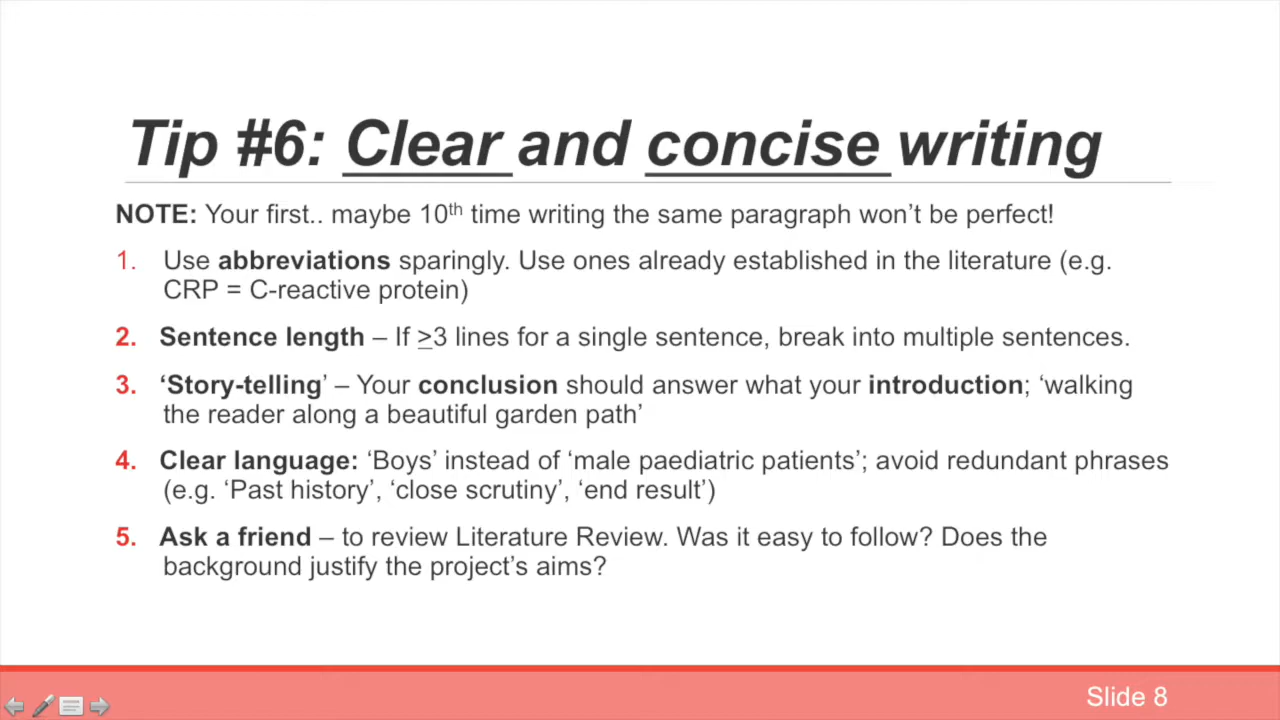 Tip #6: Clear and concise writing
NOTE: Your first.. maybe 10th time writing the same paragraph won’t be perfect!
1. Use abbreviations sparingly. Use ones already established in the literature (e.g.
CRP = C-reactive protein)
2. Sentence length – If ≥3 lines for a single sentence, break into multiple sentences.
3. ‘Story-telling’ – Your conclusion should answer what your introduction; ‘walking
the reader along a beautiful garden path’
4. Clear language: ‘Boys’ instead of ‘male paediatric patients’; avoid redundant phrases
(e.g. ‘Past history’, ‘close scrutiny’, ‘end result’)
5. Ask a friend – to review Literature Review. Was it easy to follow? Does the
background justify the project’s aims?
Slide 8